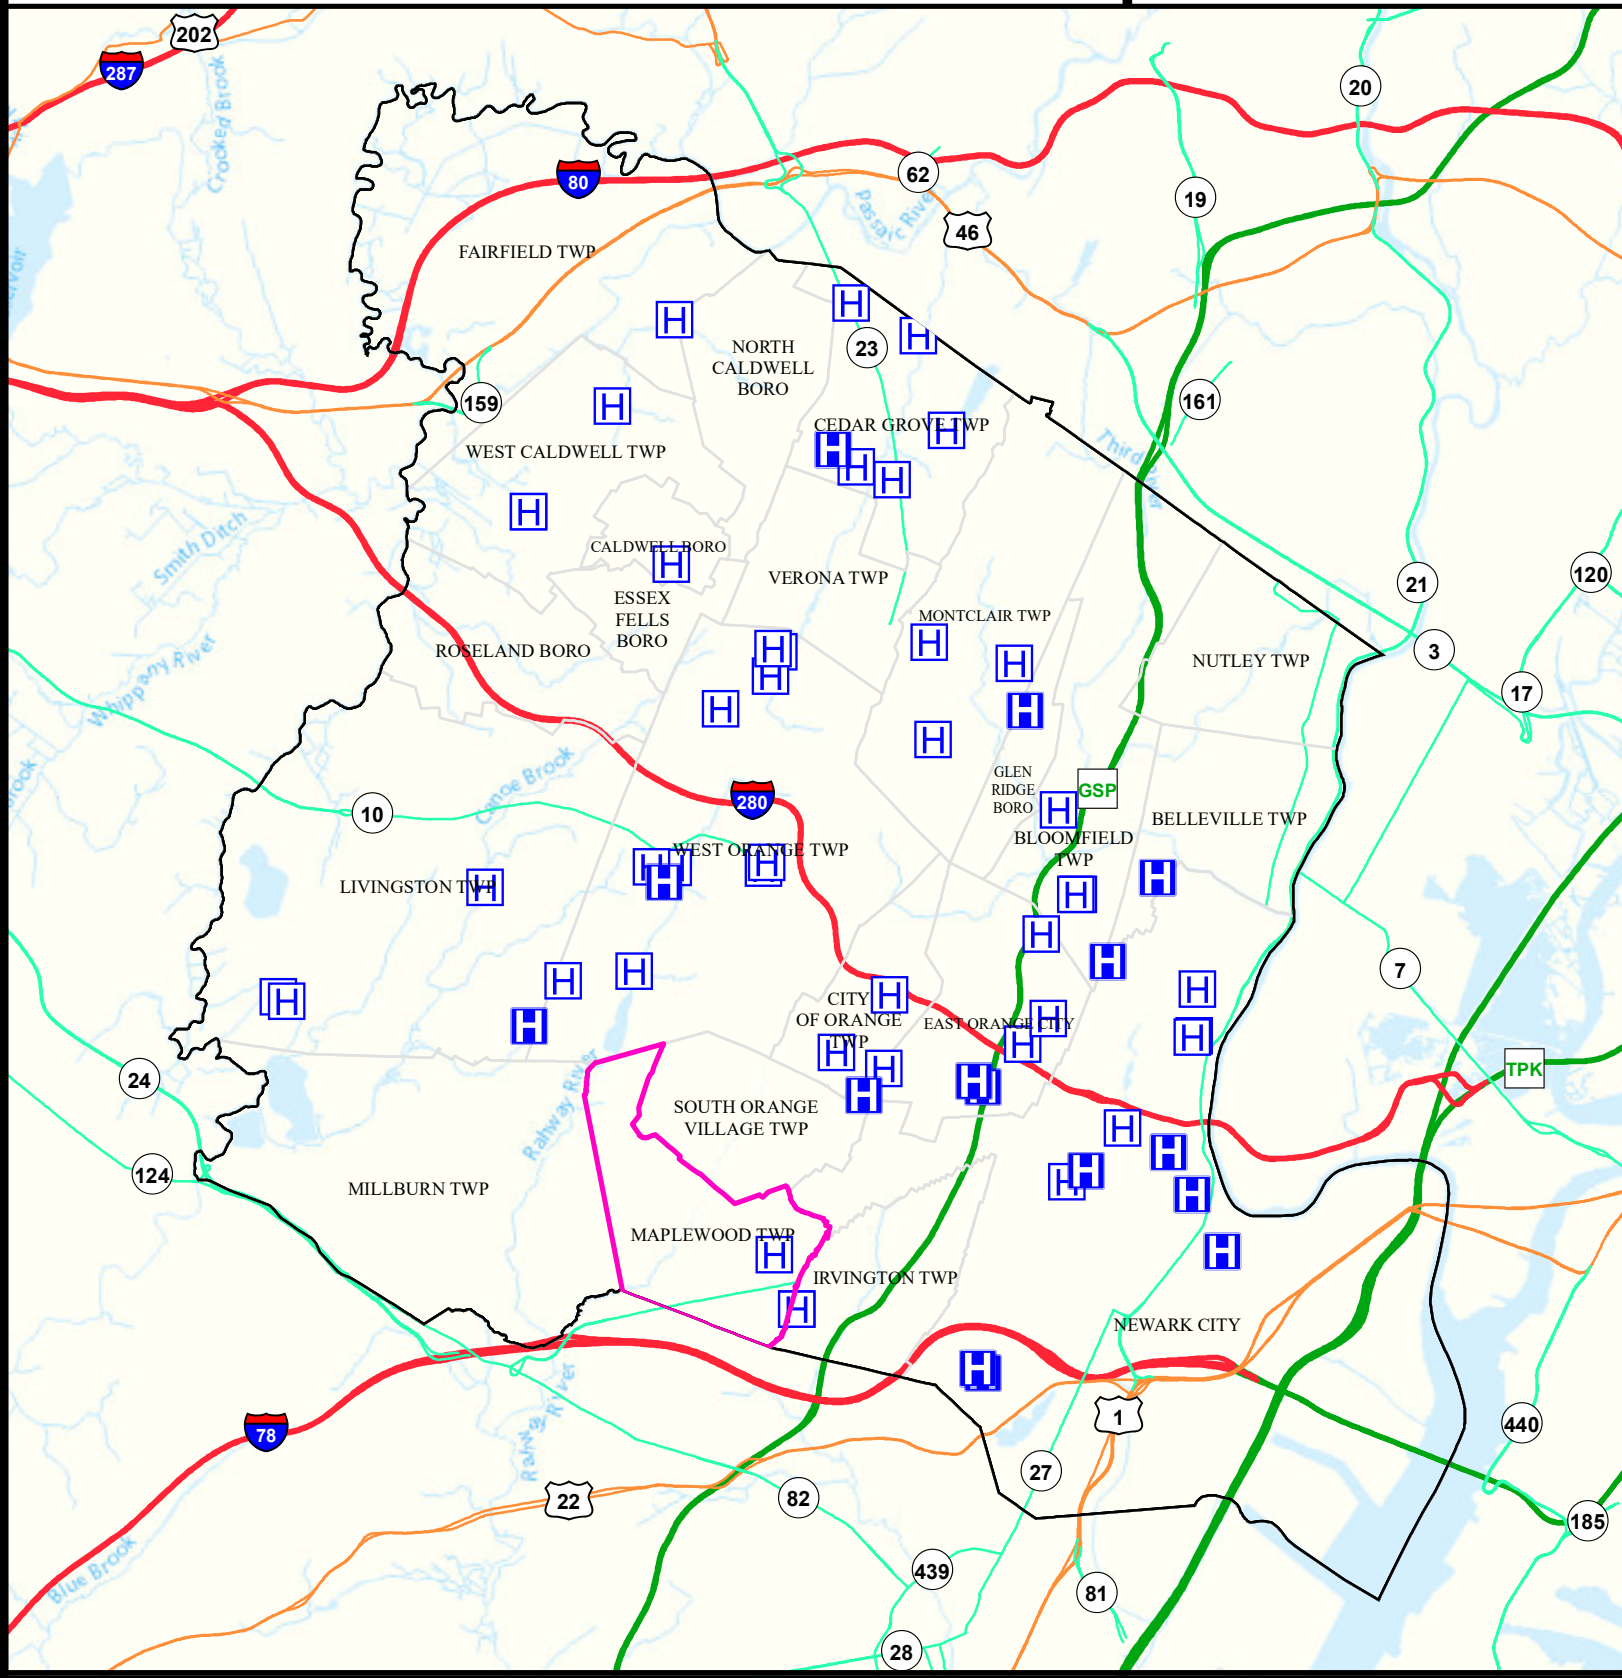 202
287
Crooked Brook
20
80
62
19
Passaic River
46
FAIRFIELD TWP
H
H
NORTH
CALDWELL
BORO
23
H
159
H
161
CEDAR GROVE TWP
H
WEST CALDWELL TWP
H
H
H
Third River
H
Smith Ditch
CALDWELL BORO
H
VERONA TWP
21
120
ESSEX
FELLS
BORO
MONTCLAIR TWP
H
ROSELAND BORO
H
H
H
NUTLEY TWP
3
Whippany River
H
H
H
17
GLEN
RIDGE
BORO
GSP
Canoe Brook
280
10
H
BELLEVILLE TWP
BLOOMFIELD
TWP
WEST ORANGE TWP
H
H
H
H
H
LIVINGSTON TWP
H
H
H
H
H
7
H
H
H
CITY
OF ORANGE
TWP
H
H
H
H
EAST ORANGE CITY
H
H
H
H
H
H
24
TPK
H
H
Rahway River
SOUTH ORANGE
VILLAGE TWP
H
H
124
MILLBURN TWP
H
H
H
MAPLEWOOD TWP
H
H
IRVINGTON TWP
H
NEWARK CITY
H
78
1
440
27
22
82
185
Blue Brook
439
81
28